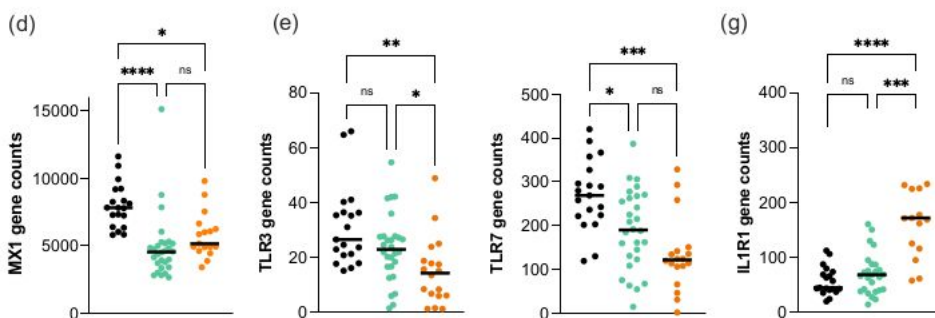 (d)
*
****
ns
15000
10000
5000
0
MX1 gene counts
(e)
**
ns
*
80
60
40
20
0
TLR3 gene counts
***
*
ns
500
400
300
200
100
0
TLR7 gene counts
(g)
****
ns
***
400
300
200
100
0
IL1R1 gene counts